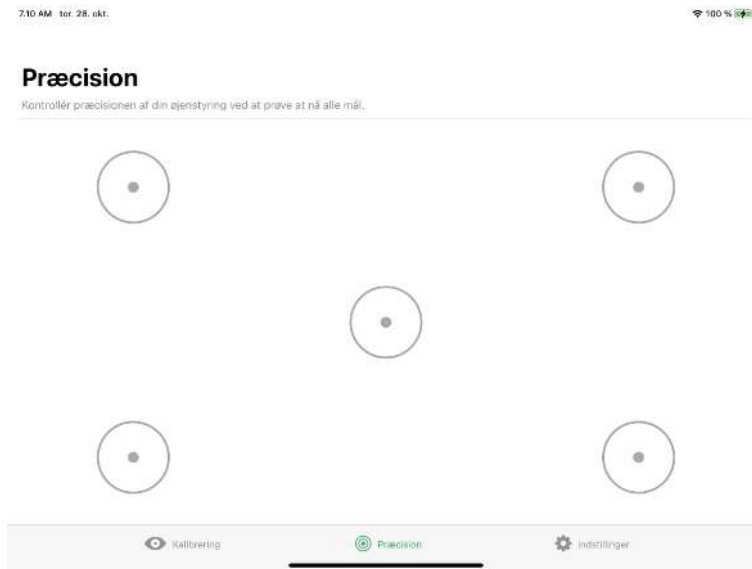 7.10 AM tor. 28. okt.
100 %
Præcision
Kontrollér præcisionen af din øjenstyring ved at prøve at nå alle mål.
Kalibrering
Præcision
Indstillinger